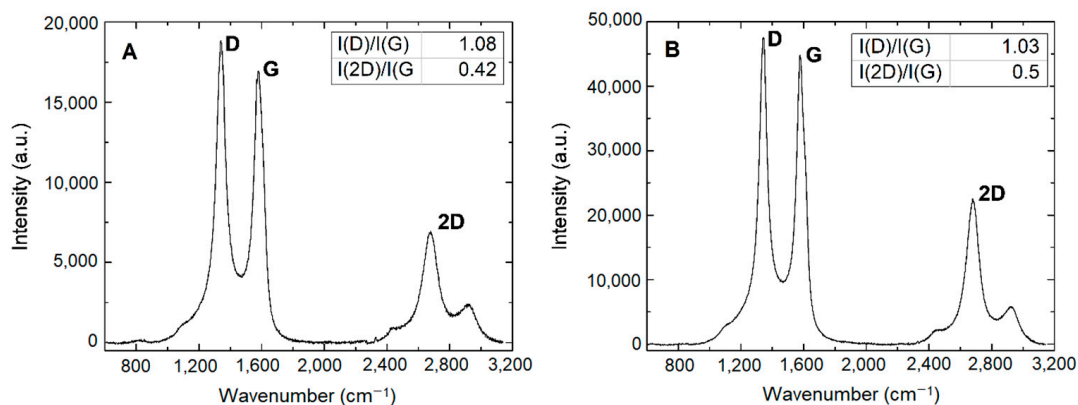 A
D
G
2D
I(D)/I(G) 1.08
I(2D)/I(G 0.42
20,000
15,000
10,000
5,000
0
Intensity (a.u.)
800 1,200 1,600 2,000 2,400 2,800 3,200
Wavenumber (cm⁻¹)
B
D
G
2D
I(D)/I(G) 1.03
I(2D)/I(G) 0.5
50,000
40,000
30,000
20,000
10,000
0
Intensity (a.u.)
800 1,200 1,600 2,000 2,400 2,800 3,200
Wavenumber (cm⁻¹)